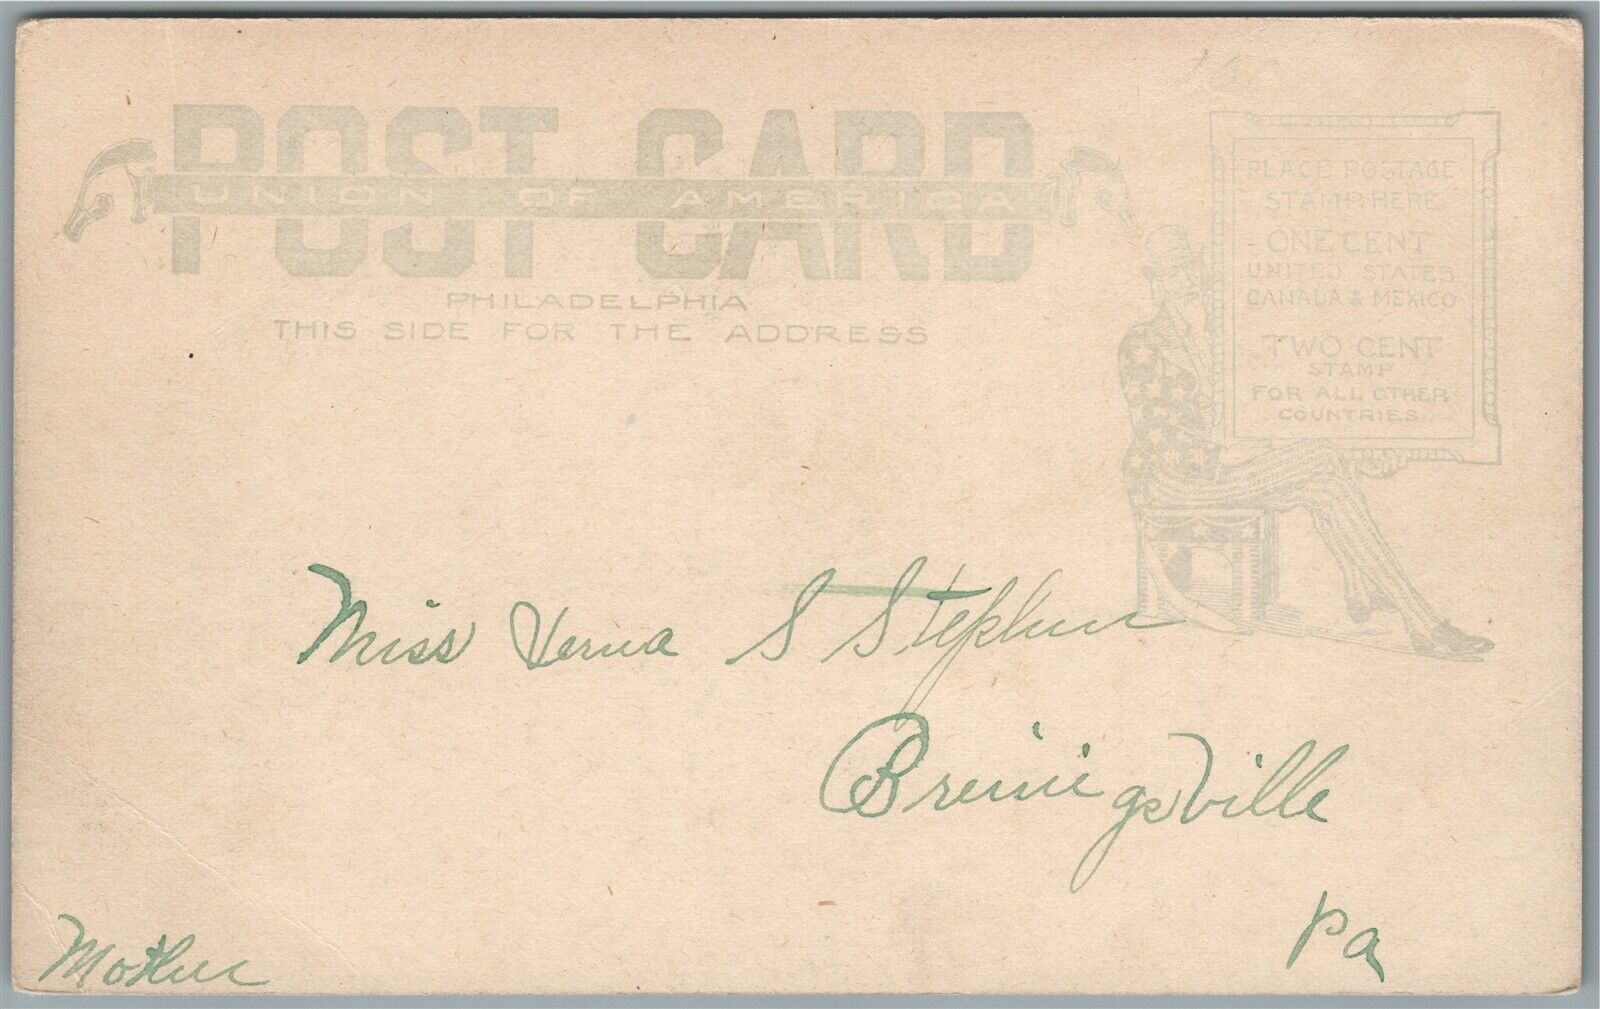 POST CARD
UNION OF AMERICA
PHILADELPHIA
THIS SIDE FOR THE ADDRESS
PLACE POSTAGE
STAMP HERE,
ONE CENT
UNITED STATES
CANADA & MEXICO
TWO CENT
STAMP
FOR ALL OTHER
COUNTRIES
Miss Verna S Stephen
Breinigsville
Pa
Mother